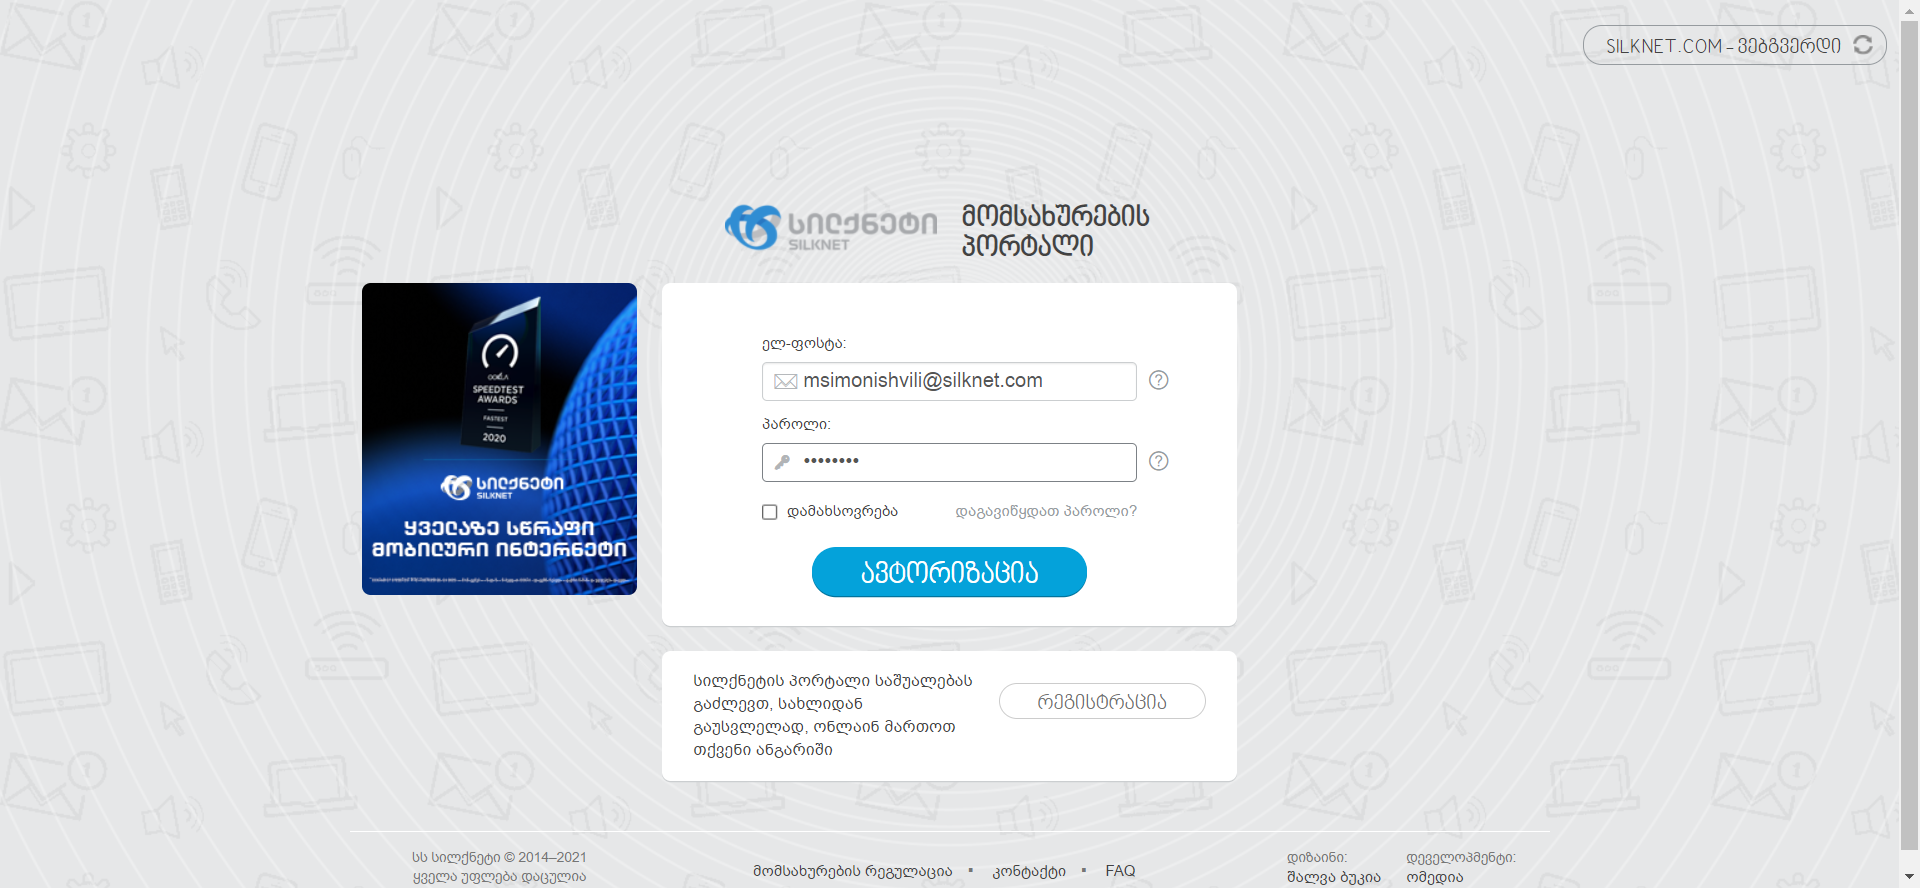 SILKNET.COM - ვებგვერდი
სილქნეტი
SILKNET
მომსახურების
პორტალი
OOKLA
SPEEDTEST
AWARDS
FASTEST
2020
სილქნეტი
SILKNET
ყველაზე სწრაფი
მობილური ინტერნეტი
ელ-ფოსტა:
msimonishvili@silknet.com
პაროლი:
••••••••
დამახსოვრება
დაგავიწყდათ პაროლი?
ავტორიზაცია
სილქნეტის პორტალი საშუალებას
გაძლევთ, სახლიდან
გაუსვლელად, ონლაინ მართოთ
თქვენი ანგარიში
რეგისტრაცია
სს სილქნეტი © 2014–2021
ყველა უფლება დაცულია
მომსახურების რეგულაცია ▪ კონტაქტი ▪ FAQ
დიზაინი:
შალვა ბუკია
დეველოპმენტი:
ომედია